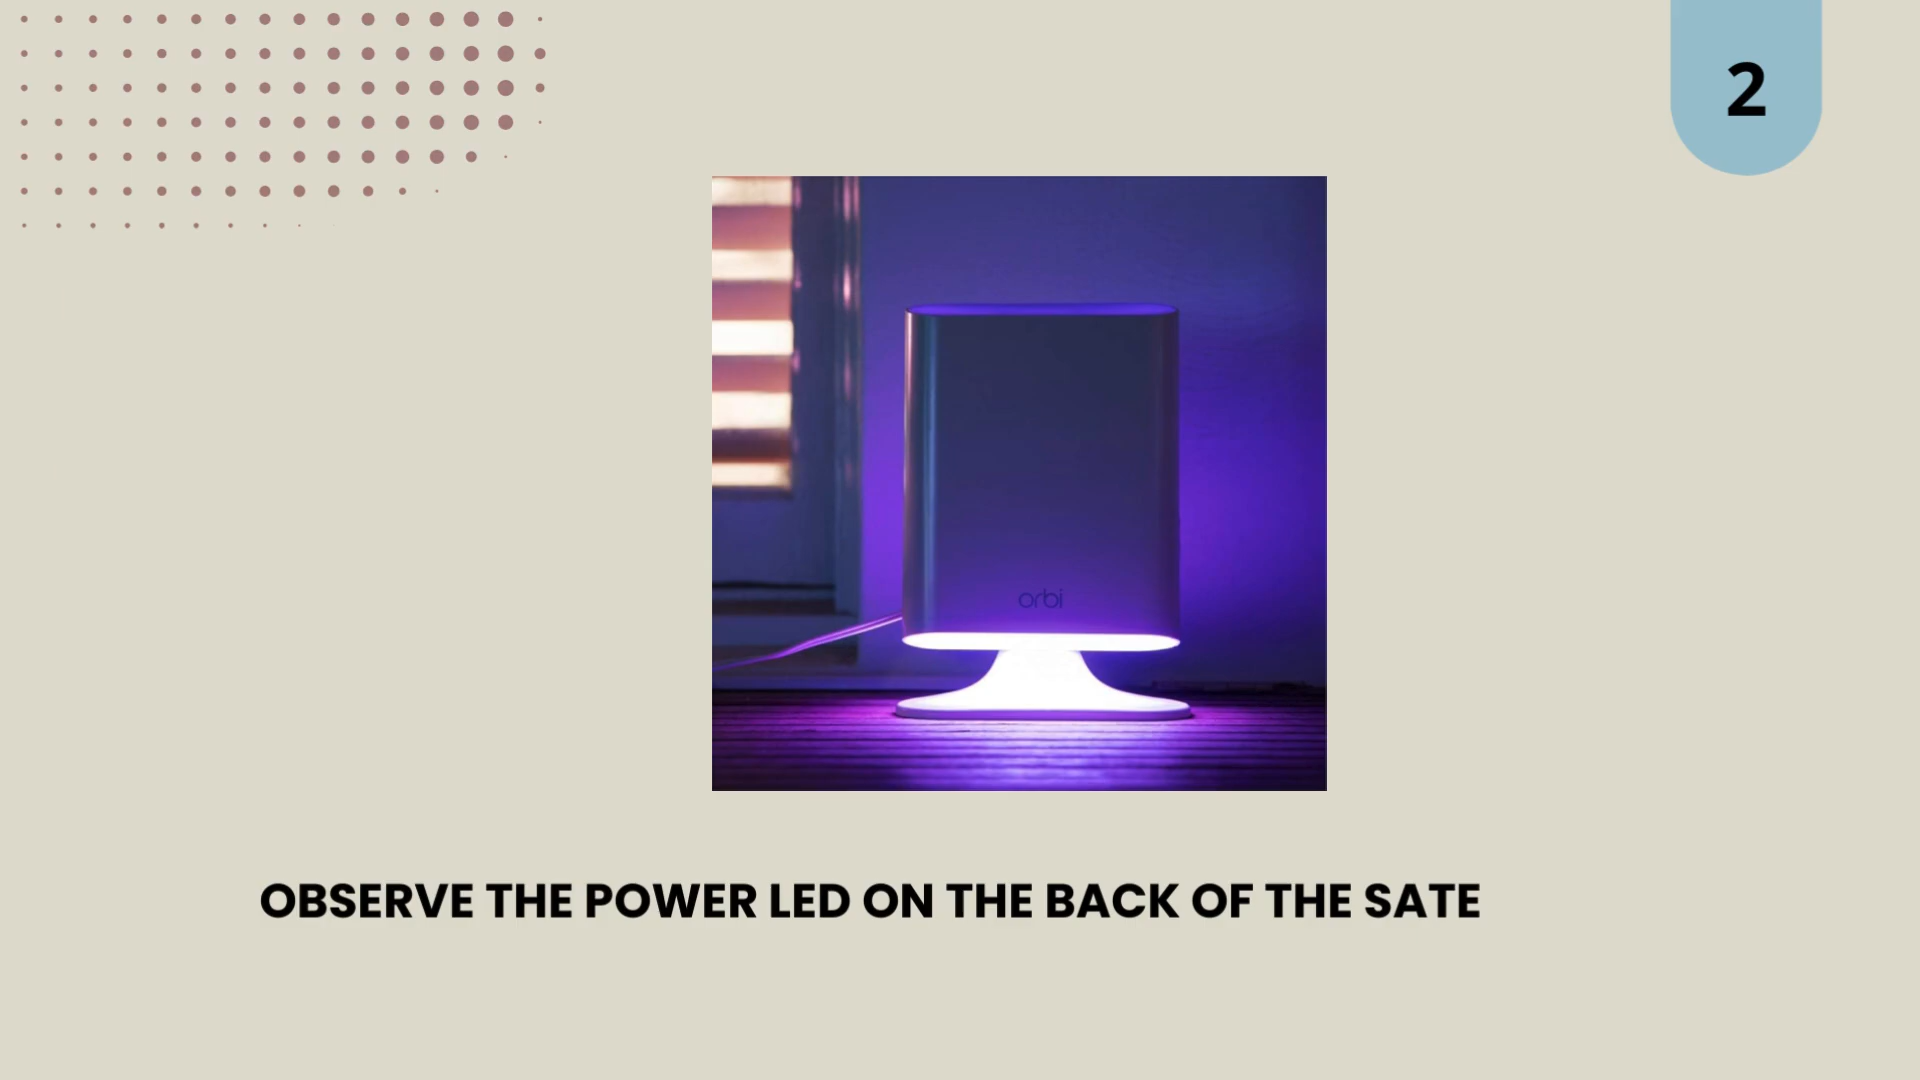 2
orbi
OBSERVE THE POWER LED ON THE BACK OF THE SATE